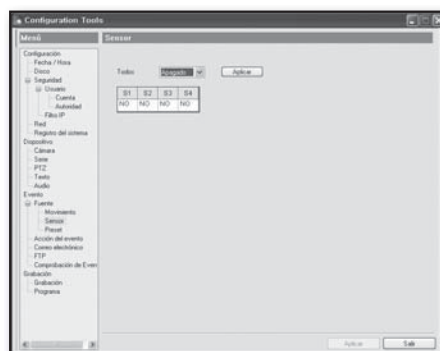 Configuration Tools
Menú
Sensor
Configuración
Fecha / Hora
Disco
Seguridad
Usuario
Cuenta
Autoridad
Filtro IP
Red
Registro del sistema
Dispositivo
Cámara
Serie
PTZ
Texto
Audio
Evento
Fuente
Movimiento
Sensor
Preset
Acción del evento
Correo electrónico
FTP
Comprobación de Even
Grabación
Grabación
Programa
Todos Apagado Aplicar
S1 S2 S3 S4
NO NO NO NO
Aplicar Salir